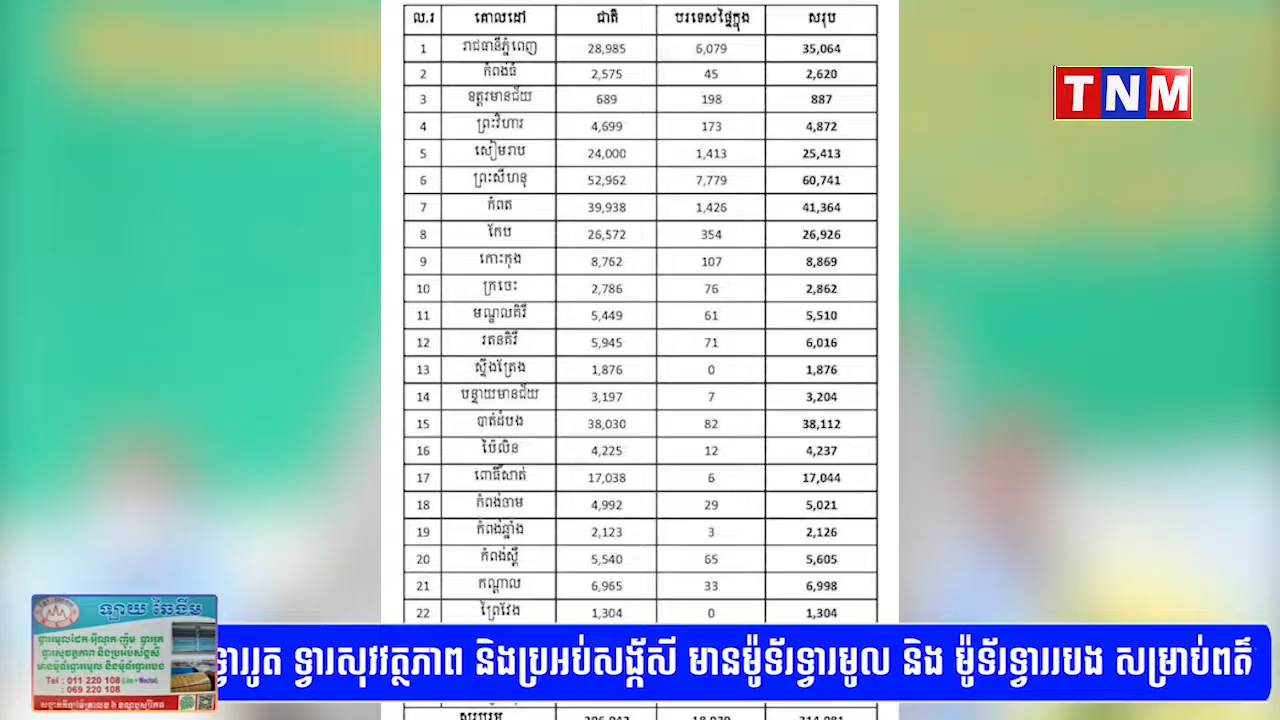 ល.រ គោលដៅ ជាតិ បរទេសផ្ទៃក្នុង សរុប
1 រាជធានីភ្នំពេញ 28,985 6,079 35,064
2 កំពង់ធំ 2,575 45 2,620
3 ឧត្តរមានជ័យ 689 198 887
4 ព្រះវិហារ 4,699 173 4,872
5 សៀមរាប 24,000 1,413 25,413
6 ព្រះសីហនុ 52,962 7,779 60,741
7 កំពត 39,938 1,426 41,364
8 កែប 26,572 354 26,926
9 កោះកុង 8,762 107 8,869
10 ក្រចេះ 2,786 76 2,862
11 មណ្ឌលគិរី 5,449 61 5,510
12 រតនគិរី 5,945 71 6,016
13 ស្ទឹងត្រែង 1,876 0 1,876
14 បន្ទាយមានជ័យ 3,197 7 3,204
15 បាត់ដំបង 38,030 82 38,112
16 ប៉ៃលិន 4,225 12 4,237
17 ពោធិ៍សាត់ 17,038 6 17,044
18 កំពង់ចាម 4,992 29 5,021
19 កំពង់ឆ្នាំង 2,123 3 2,126
20 កំពង់ស្ពឺ 5,540 65 5,605
21 កណ្តាល 6,965 33 6,998
22 ព្រៃវែង 1,304 0 1,304
TNM
ឡាយ ឆៃងីម
Tel : 011 220 108
: 069 220 108
ទ្វាររូត ទ្វារសុវត្ថភាព និងប្រអប់សង្ក័សី មានម៉ូទ័រទ្វារមូល និង ម៉ូទ័រទ្វាររបង សម្រាប់ពត៌